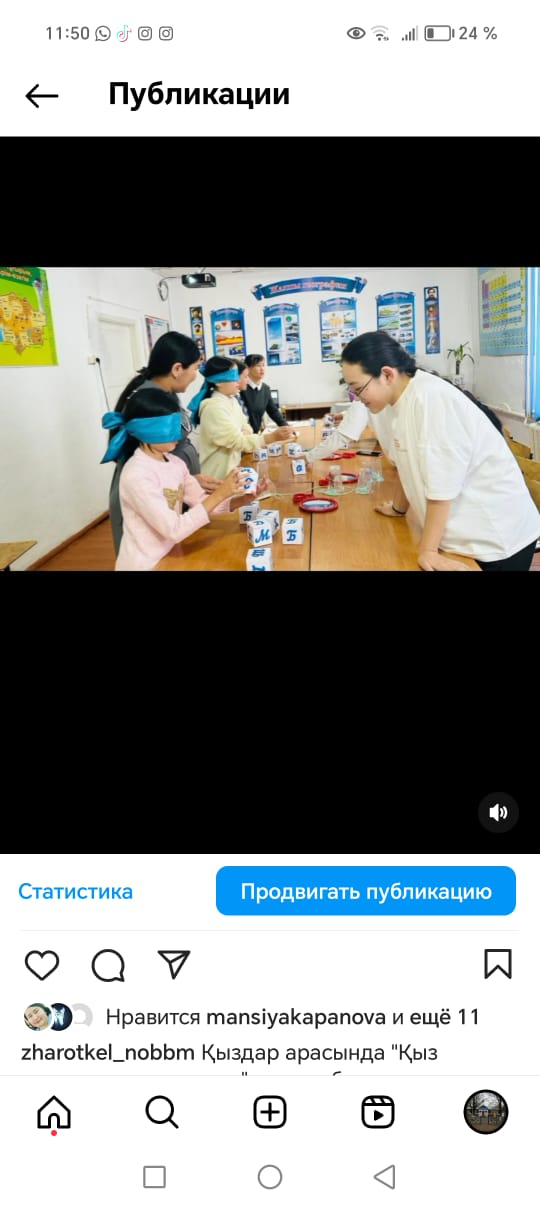 11:50
24 %
Публикации
Жалпы география
Б
М
Б
Статистика
Продвигать публикацию
Нравится mansiyakapanova и ещё 11
zharotkel_nobbm Қыздар арасында "Қыз